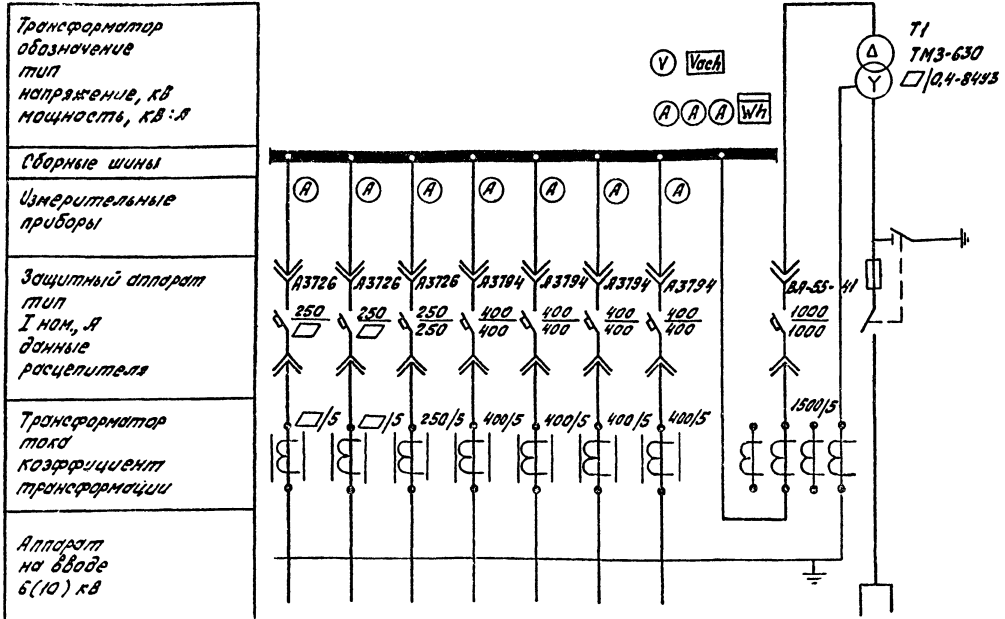 Трансформатор
обозначение
тип
напряжение, кВ
мощность, кВ·А
Сборные шины
Измерительные
приборы
Защитный аппарат
тип
I ном, А
данные
расцепителя
Трансформатор
тока
коэффициент
трансформации
Аппарат
на вводе
6(10) кВ
T1
ТМЗ-630
/0,4-84У3
Δ
Y
V Vach
A A A Wh
A A A A A A A
А3726 А3726 А3726 А3794 А3794 А3794 А3794 ВА-55-41
250 250 250 400 400 400 400 1000
250 400 400 400 400 1000
/5 /5 250/5 400/5 400/5 400/5 400/5 1500/5